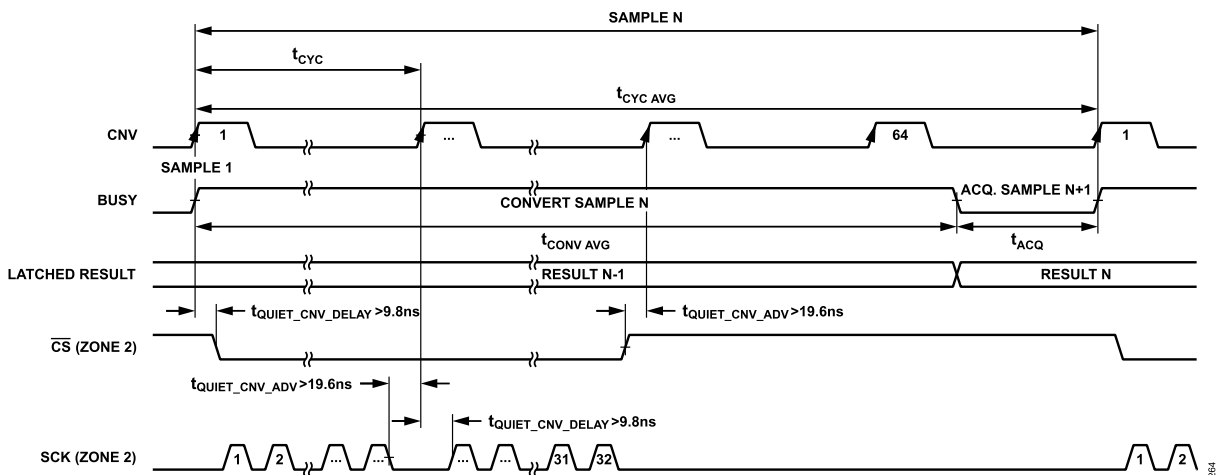 SAMPLE N
tCYC
tCYC AVG
CNV 1 ... ... 64 1
SAMPLE 1
BUSY CONVERT SAMPLE N ACQ. SAMPLE N+1
tCONV AVG tACQ
LATCHED RESULT RESULT N-1 RESULT N
tQUIET_CNV_DELAY>9.8ns tQUIET_CNV_ADV>19.6ns
CS (ZONE 2)
tQUIET_CNV_ADV>19.6ns
tQUIET_CNV_DELAY>9.8ns
SCK (ZONE 2) 1 2 ... ... ... ... 31 32 1 2
264